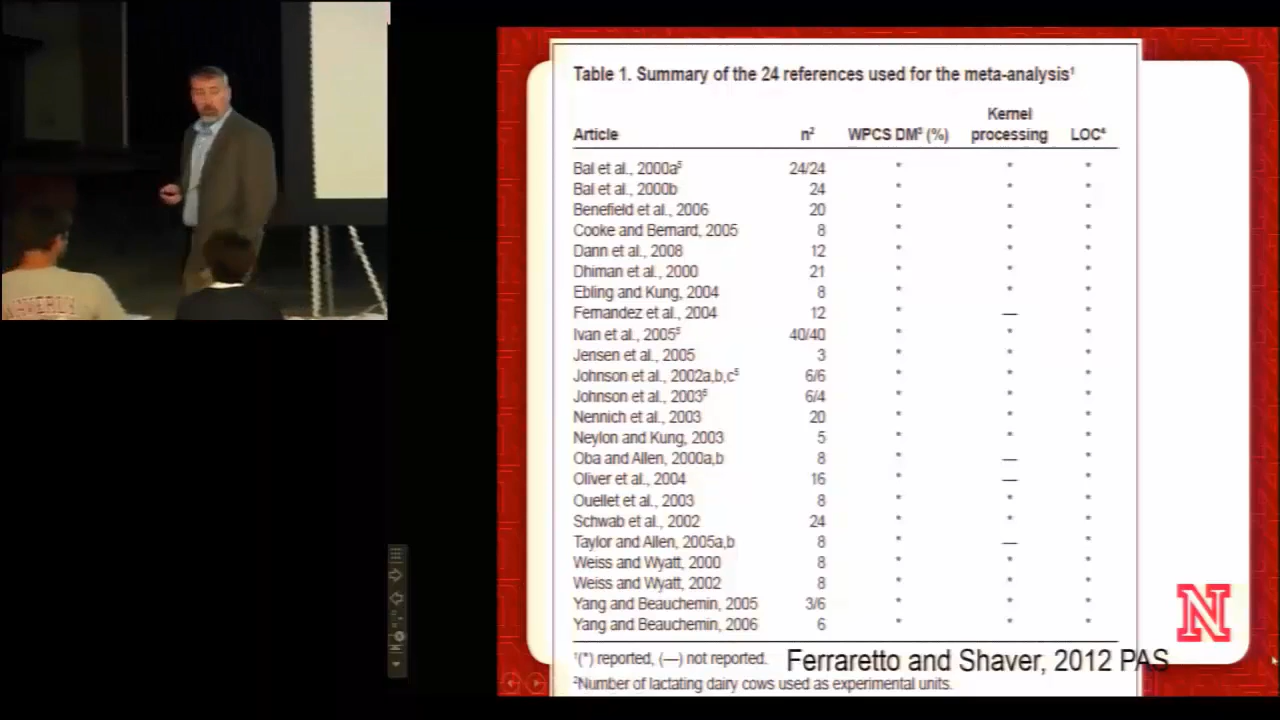 Table 1. Summary of the 24 references used for the meta-analysis¹
Kernel
Article n² WPCS DM³ (%) processing LOC⁴
Bal et al., 2000a⁵ 24/24 * * *
Bal et al., 2000b 24 * * *
Benefield et al., 2006 20 * * *
Cooke and Bernard, 2005 8 * * *
Dann et al., 2008 12 * * *
Dhiman et al., 2000 21 * * *
Ebling and Kung, 2004 8 * * *
Fernandez et al., 2004 12 * — *
Ivan et al., 2005⁵ 40/40 * * *
Jensen et al., 2005 3 * * *
Johnson et al., 2002a,b,c⁵ 6/6 * * *
Johnson et al., 2003⁵ 6/4 * * *
Nennich et al., 2003 20 * * *
Neylon and Kung, 2003 5 * * *
Oba and Allen, 2000a,b 8 * — *
Oliver et al., 2004 16 * — *
Ouellet et al., 2003 8 * * *
Schwab et al., 2002 24 * * *
Taylor and Allen, 2005a,b 8 * — *
Weiss and Wyatt, 2000 8 * * *
Weiss and Wyatt, 2002 8 * * *
Yang and Beauchemin, 2005 3/6 * * *
Yang and Beauchemin, 2006 6 * * *
¹(*) reported, (—) not reported.
Ferraretto and Shaver, 2012 PAS
²Number of lactating dairy cows used as experimental units.
N